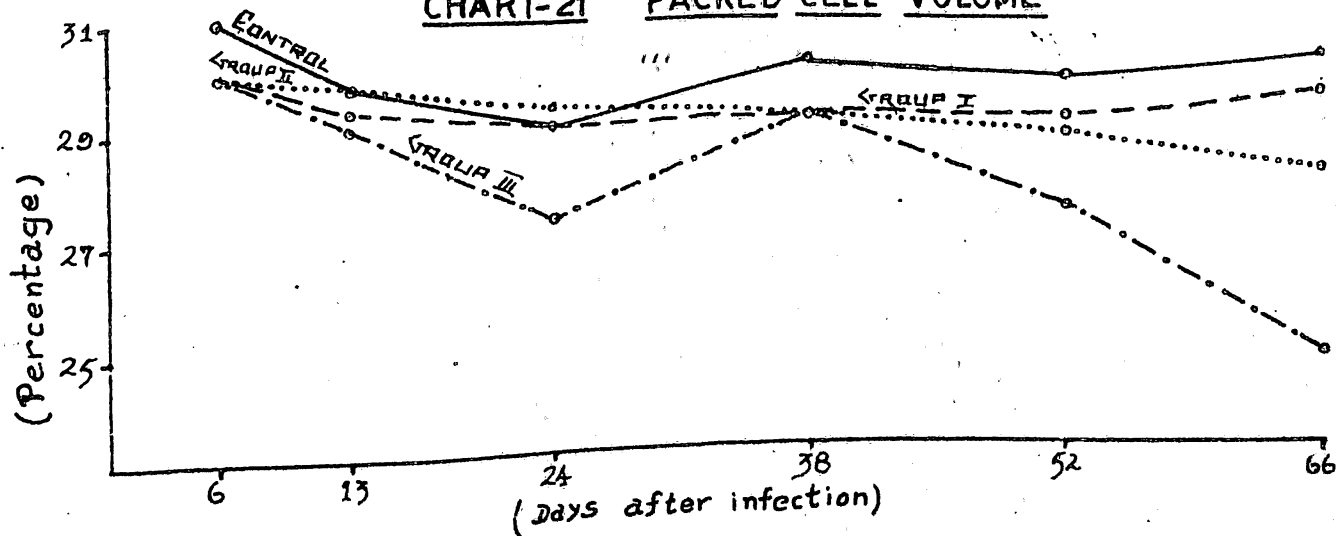 CHART-21 PACKED CELL VOLUME
31
29
27
25
(Percentage)
CONTROL
GROUP II
GROUP I
GROUP III
6 13 24 38 52 66
(Days after infection)